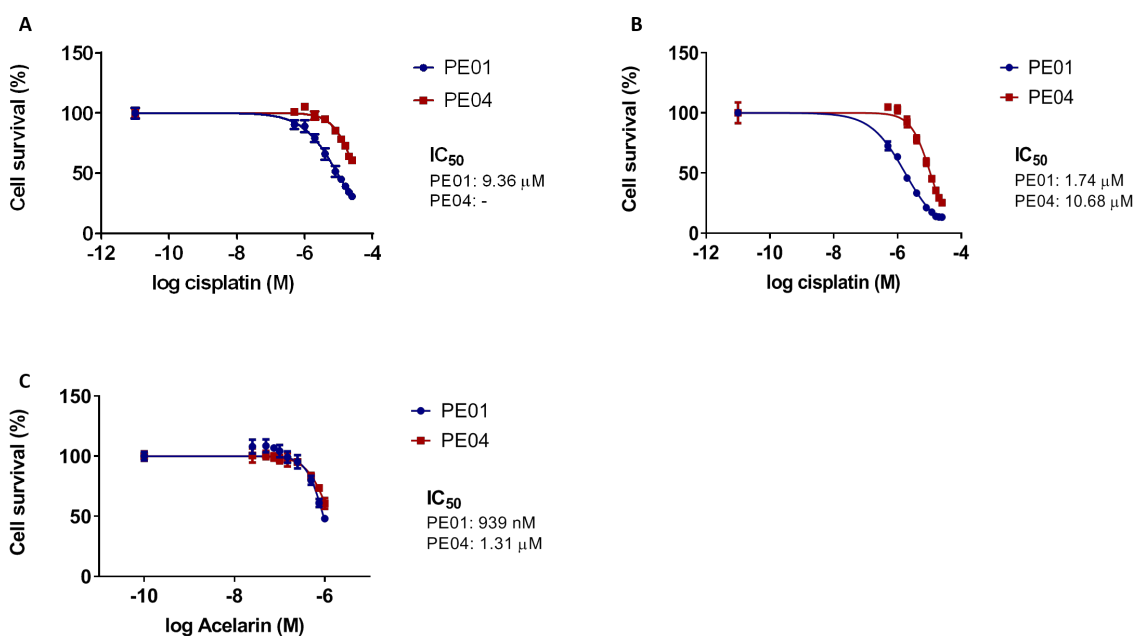 A
Cell survival (%)
150
100
50
0
-12
-10
-8
-6
-4
log cisplatin (M)
PE01
PE04
IC50
PE01: 9.36 μM
PE04: -
B
Cell survival (%)
150
100
50
0
-12
-10
-8
-6
-4
log cisplatin (M)
PE01
PE04
IC50
PE01: 1.74 μM
PE04: 10.68 μM
C
Cell survival (%)
150
100
50
0
-10
-8
-6
log Acelarin (M)
PE01
PE04
IC50
PE01: 939 nM
PE04: 1.31 μM